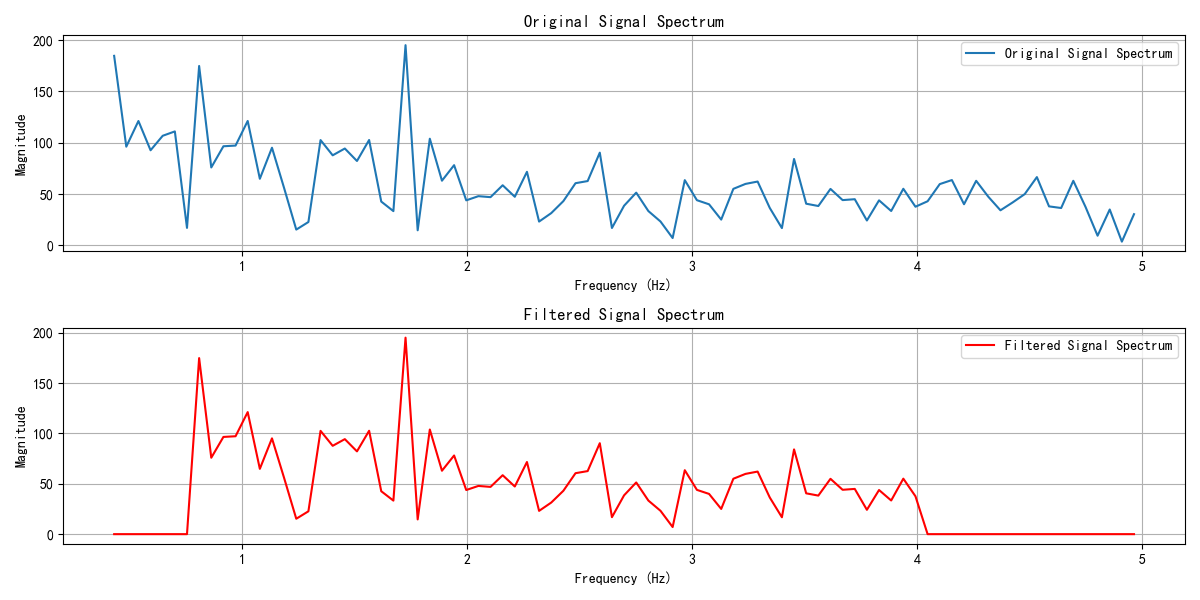 Original Signal Spectrum
200
150
100
50
0
Magnitude
Original Signal Spectrum
1 2 3 4 5
Frequency (Hz)
Filtered Signal Spectrum
200
150
100
50
0
Magnitude
Filtered Signal Spectrum
1 2 3 4 5
Frequency (Hz)